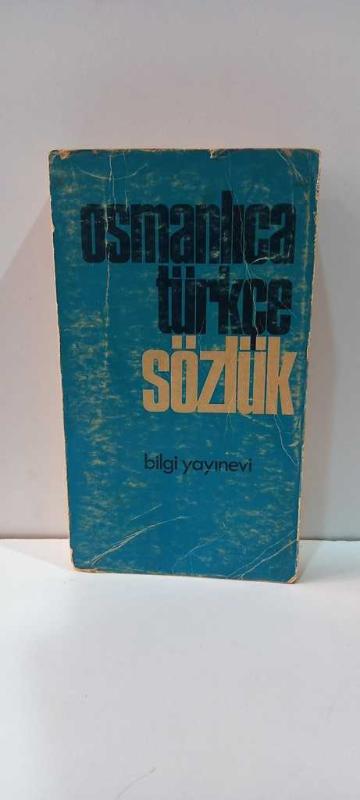 osmanlıca
türkçe
sözlük
bilgi yayınevi